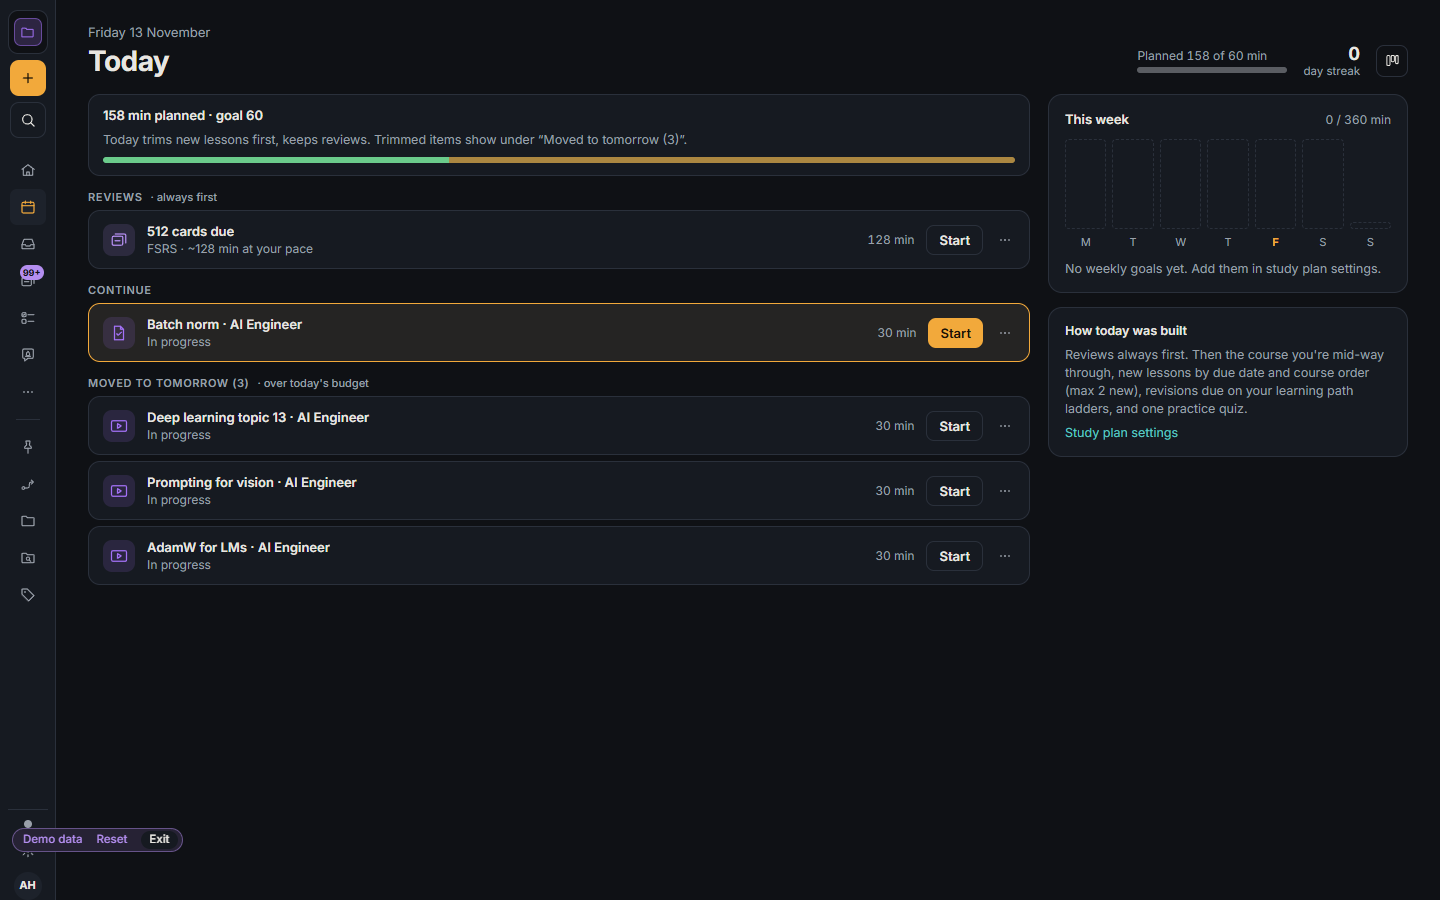 Friday 13 November
Today
Planned 158 of 60 min
0
day streak
158 min planned · goal 60
Today trims new lessons first, keeps reviews. Trimmed items show under “Moved to tomorrow (3)”.
REVIEWS · always first
512 cards due
FSRS · ~128 min at your pace
128 min
Start
CONTINUE
Batch norm · AI Engineer
In progress
30 min
Start
MOVED TO TOMORROW (3) · over today's budget
Deep learning topic 13 · AI Engineer
In progress
30 min
Start
Prompting for vision · AI Engineer
In progress
30 min
Start
AdamW for LMs · AI Engineer
In progress
30 min
Start
This week
0 / 360 min
M T W T F S S
No weekly goals yet. Add them in study plan settings.
How today was built
Reviews always first. Then the course you're mid-way
through, new lessons by due date and course order
(max 2 new), revisions due on your learning path
ladders, and one practice quiz.
Study plan settings
99+
Demo data Reset Exit
AH